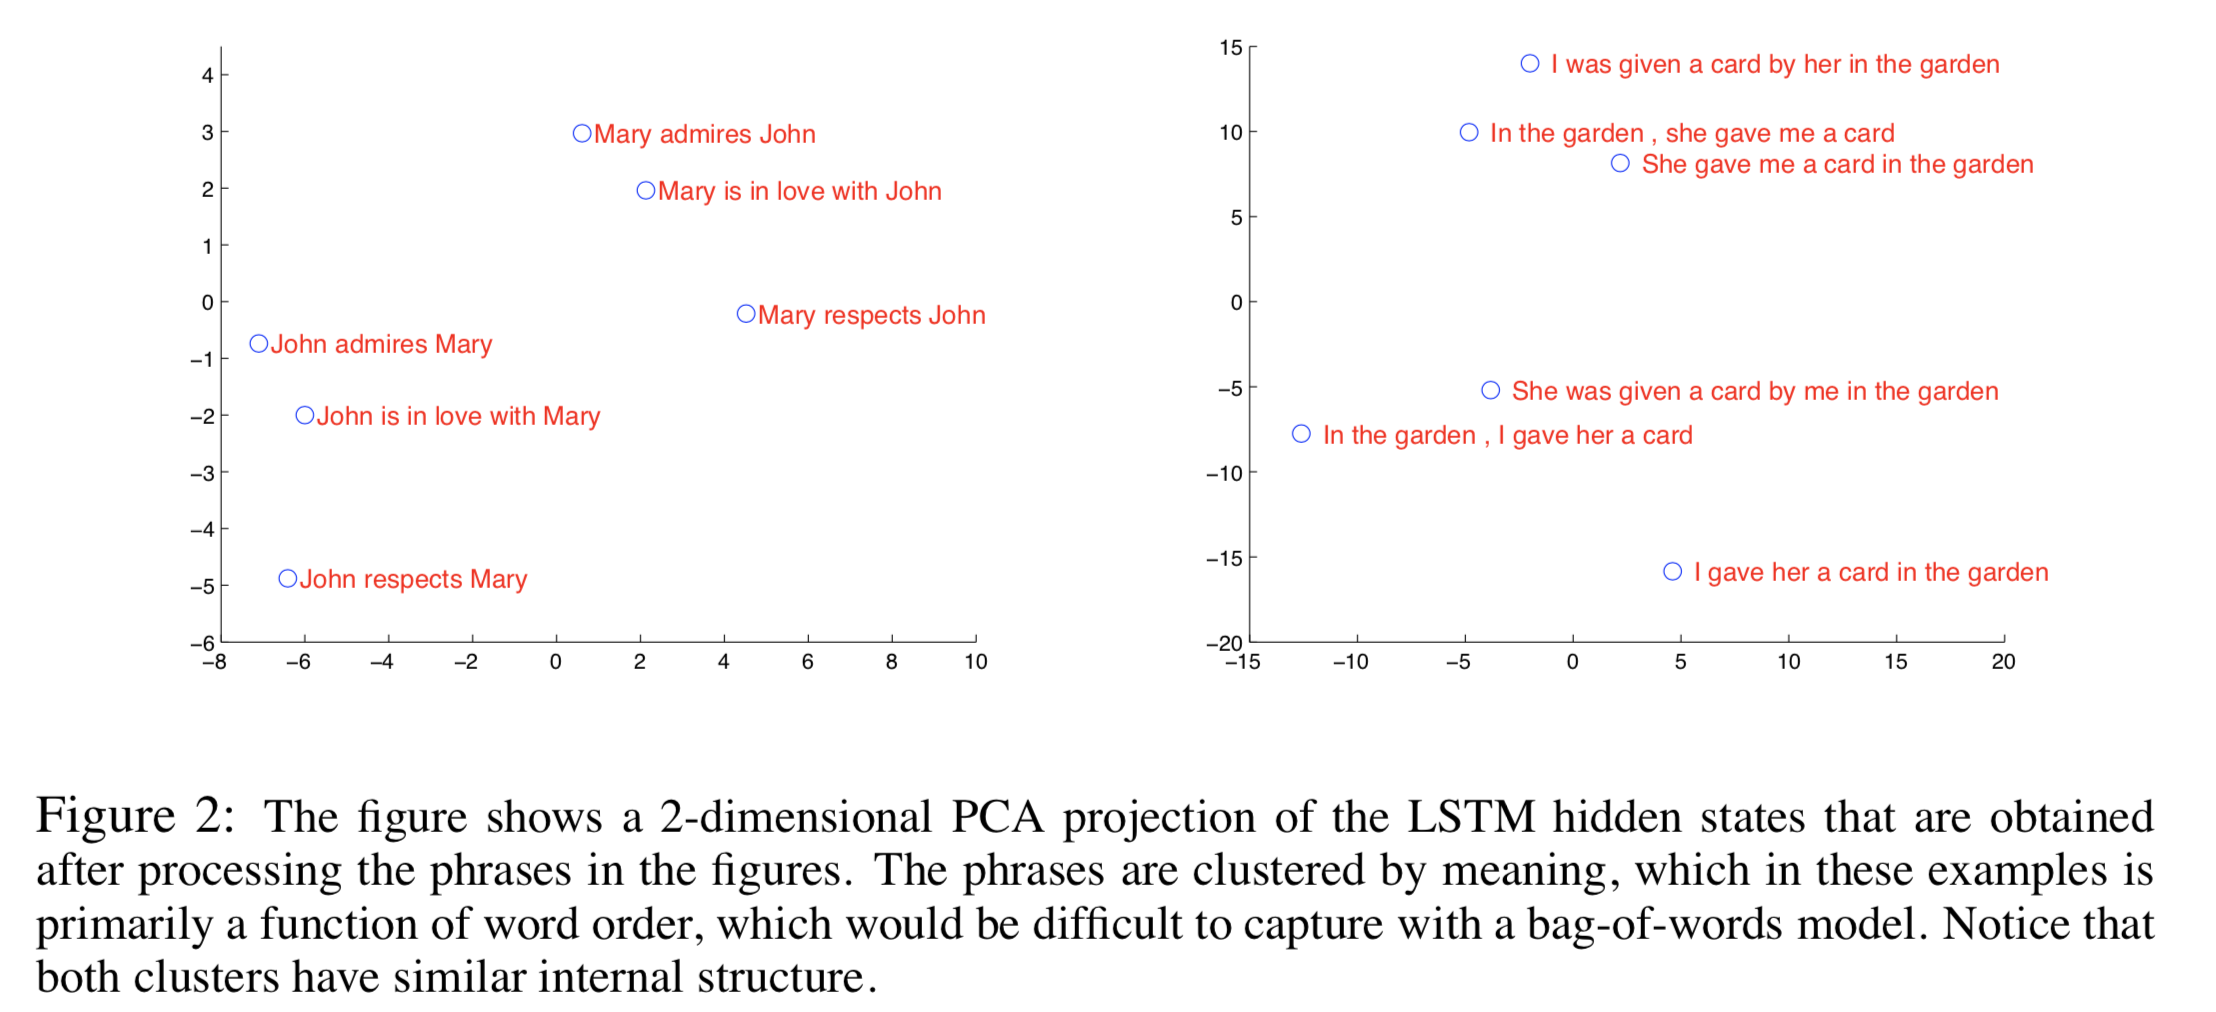 4
3
2
1
0
−1
−2
−3
−4
−5
−6
−8 −6 −4 −2 0 2 4 6 8 10
Mary admires John
Mary is in love with John
Mary respects John
John admires Mary
John is in love with Mary
John respects Mary
15
10
5
0
−5
−10
−15
−20
−15 −10 −5 0 5 10 15 20
I was given a card by her in the garden
In the garden , she gave me a card
She gave me a card in the garden
She was given a card by me in the garden
In the garden , I gave her a card
I gave her a card in the garden
Figure 2: The figure shows a 2-dimensional PCA projection of the LSTM hidden states that are obtained
after processing the phrases in the figures. The phrases are clustered by meaning, which in these examples is
primarily a function of word order, which would be difficult to capture with a bag-of-words model. Notice that
both clusters have similar internal structure.